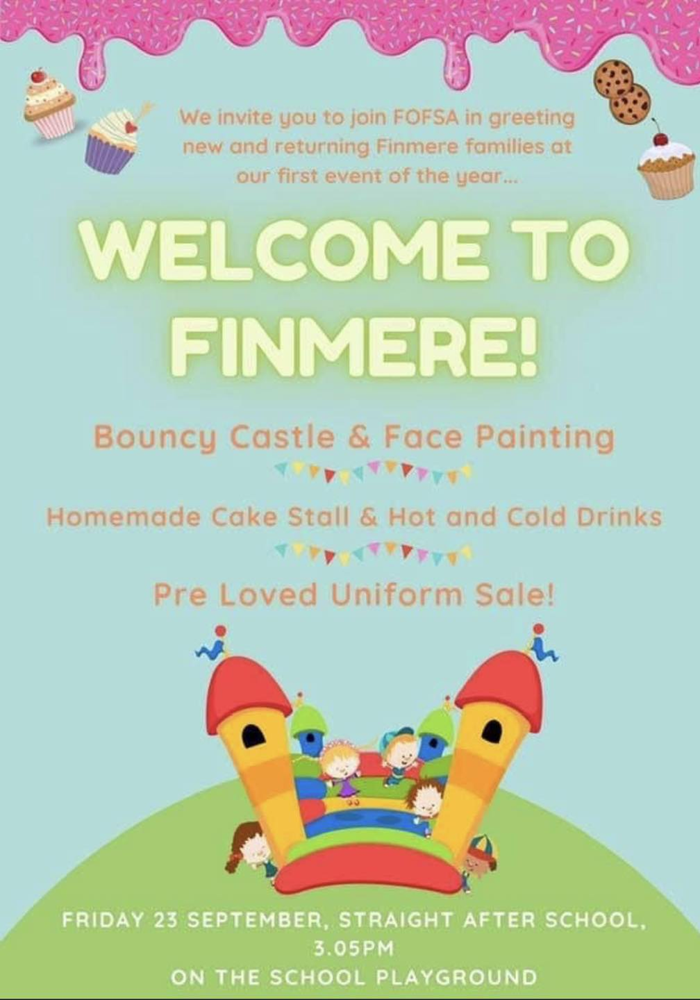 We invite you to join FOFSA in greeting
new and returning Finmere families at
our first event of the year...
WELCOME TO
FINMERE!
Bouncy Castle & Face Painting
Homemade Cake Stall & Hot and Cold Drinks
Pre Loved Uniform Sale!
FRIDAY 23 SEPTEMBER, STRAIGHT AFTER SCHOOL,
3.05PM
ON THE SCHOOL PLAYGROUND